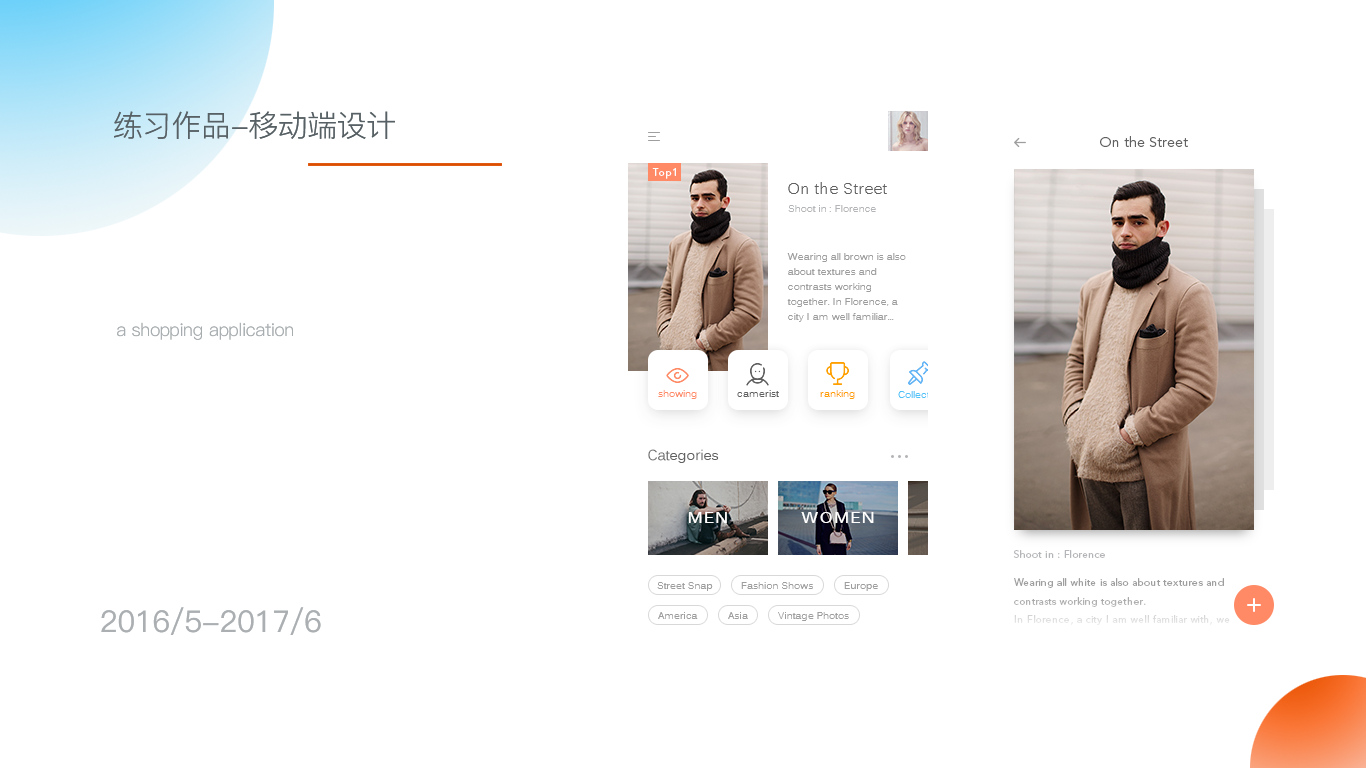 练习作品-移动端设计
a shopping application
2016/5-2017/6
Top1
On the Street
Shoot in : Florence
Wearing all brown is also
about textures and
contrasts working
together. In Florence, a
city I am well familiar...
showing
camerist
ranking
Collect
Categories
MEN
WOMEN
Street Snap
Fashion Shows
Europe
America
Asia
Vintage Photos
On the Street
Shoot in : Florence
Wearing all white is also about textures and
contrasts working together.
In Florence, a city I am well familiar with, we